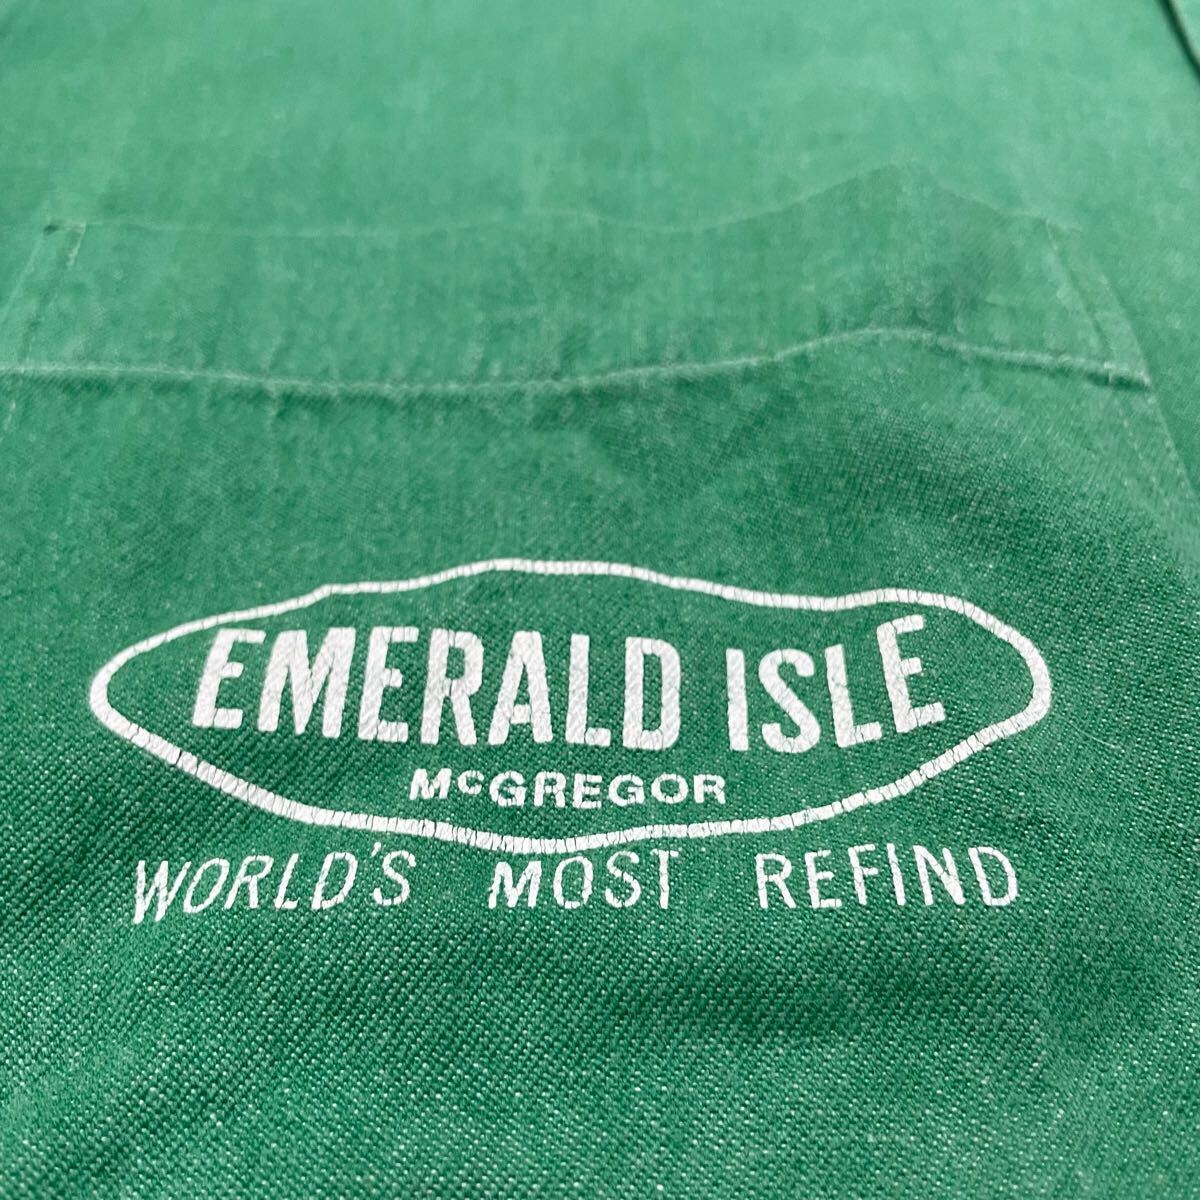 EMERALD ISLE
McGREGOR
WORLD'S MOST REFIND